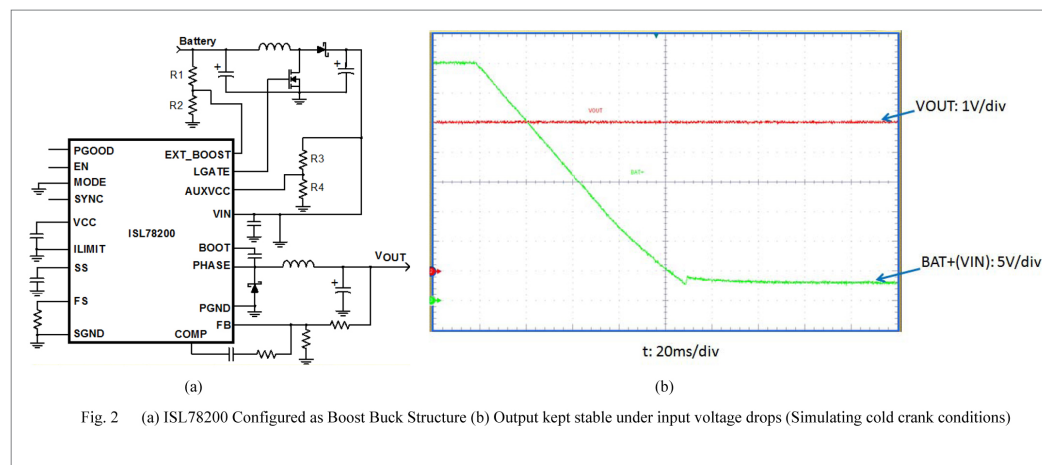 Battery
R1
R2
R3
R4
PGOOD
EN
MODE
SYNC
VCC
ILIMIT
SS
FS
SGND
ISL78200
EXT_BOOST
LGATE
AUXVCC
VIN
BOOT
PHASE
PGND
FB
COMP
VOUT
+
+
+
(a)
VOUT
BAT+
VOUT: 1V/div
BAT+(VIN): 5V/div
t: 20ms/div
(b)
Fig. 2 (a) ISL78200 Configured as Boost Buck Structure (b) Output kept stable under input voltage drops (Simulating cold crank conditions)